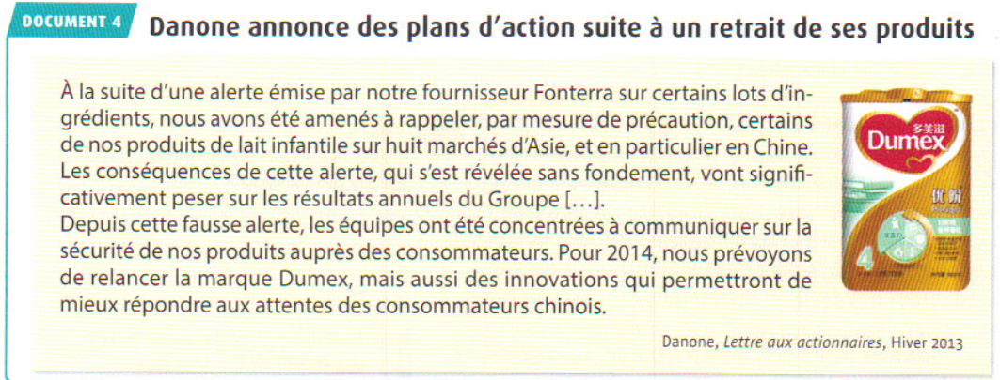 DOCUMENT 4
Danone annonce des plans d'action suite à un retrait de ses produits
À la suite d'une alerte émise par notre fournisseur Fonterra sur certains lots d'in-
grédients, nous avons été amenés à rappeler, par mesure de précaution, certains
de nos produits de lait infantile sur huit marchés d'Asie, et en particulier en Chine.
Les conséquences de cette alerte, qui s'est révélée sans fondement, vont signifi-
cativement peser sur les résultats annuels du Groupe […].
Depuis cette fausse alerte, les équipes ont été concentrées à communiquer sur la
sécurité de nos produits auprès des consommateurs. Pour 2014, nous prévoyons
de relancer la marque Dumex, mais aussi des innovations qui permettront de
mieux répondre aux attentes des consommateurs chinois.
Danone, Lettre aux actionnaires, Hiver 2013
多美滋
Dumex
4